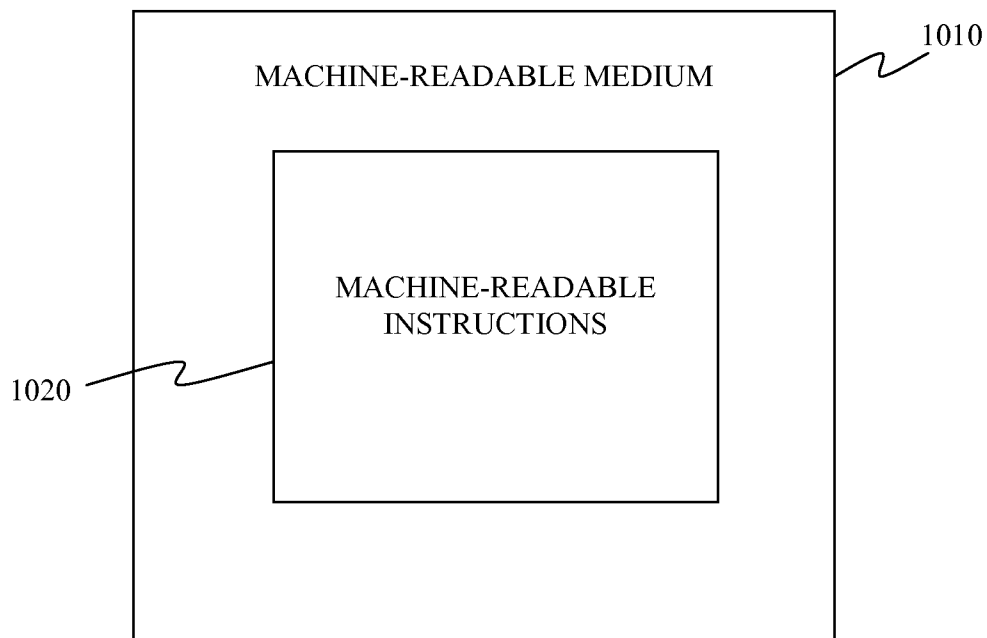 1010
MACHINE-READABLE MEDIUM
MACHINE-READABLE
INSTRUCTIONS
1020